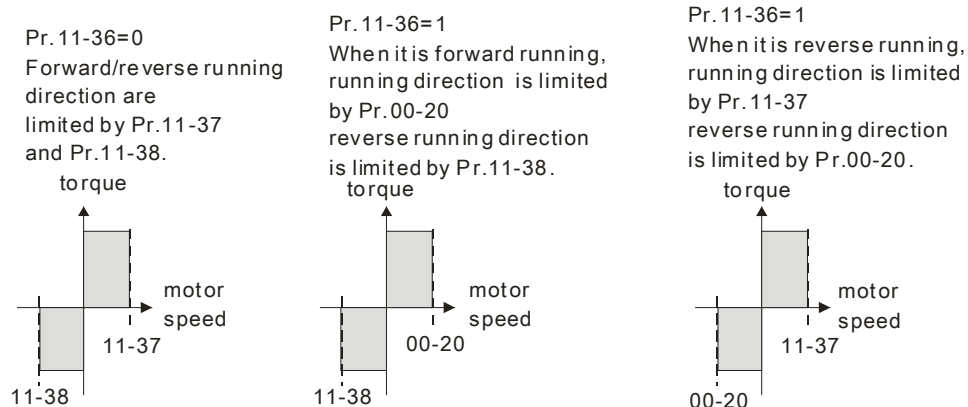 Pr.11-36=0
Forward/reverse running
direction are
limited by Pr.11-37
and Pr.11-38.
torque
motor
speed
11-37
11-38
Pr.11-36=1
When it is forward running,
running direction is limited
by Pr.00-20
reverse running direction
is limited by Pr.11-38.
torque
motor
speed
00-20
11-38
Pr.11-36=1
When it is reverse running,
running direction is limited
by Pr.11-37
reverse running direction
is limited by Pr.00-20.
torque
motor
speed
11-37
00-20